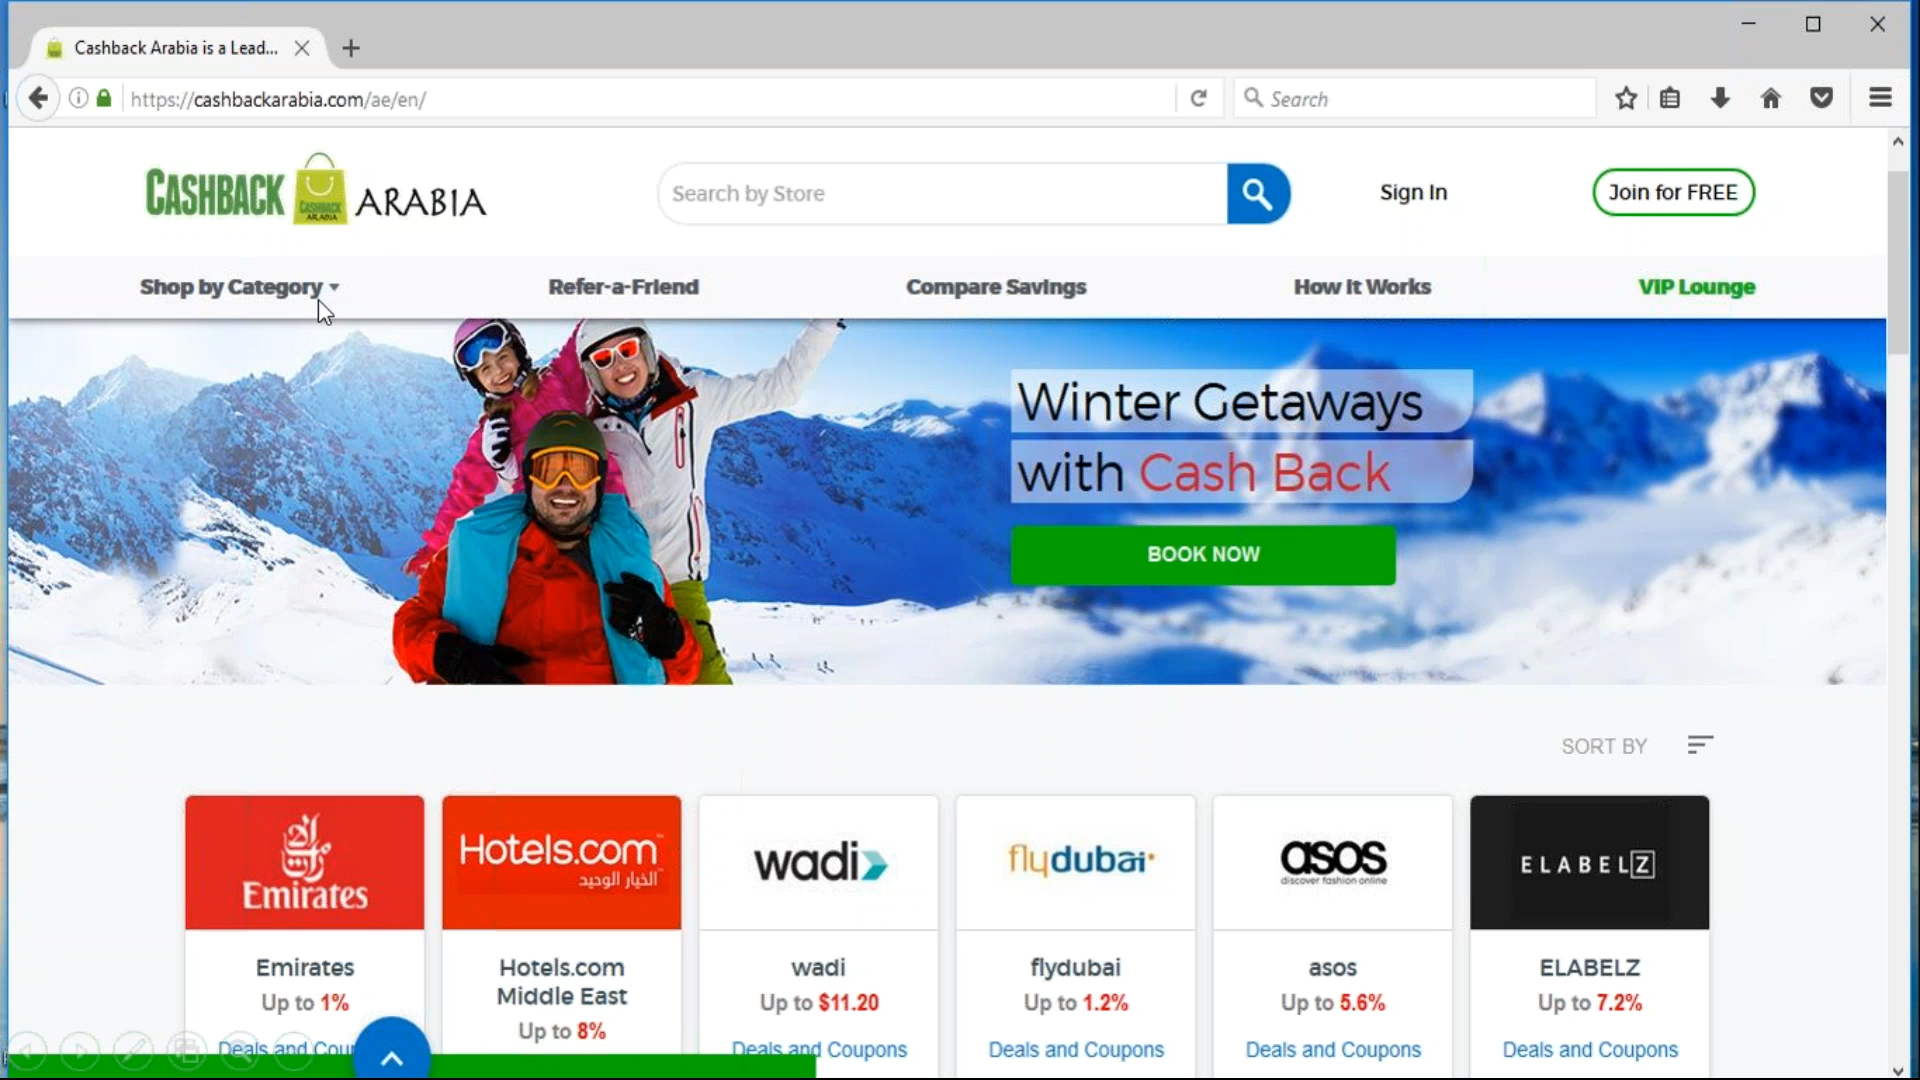 Cashback Arabia is a Lead...
https://cashbackarabia.com/ae/en/
Search
CASHBACK
CASHBACK
ARABIA
ARABIA
Search by Store
Sign In
Join for FREE
Shop by Category
Refer-a-Friend
Compare Savings
How It Works
VIP Lounge
Winter Getaways
with Cash Back
BOOK NOW
SORT BY
Emirates
Hotels.com
الخيار الوحيد
wadi
flydubai
asos
discover fashion online
ELABELZ
Emirates
Up to 1%
Deals and Cou
Hotels.com
Middle East
Up to 8%
wadi
Up to $11.20
Deals and Coupons
flydubai
Up to 1.2%
Deals and Coupons
asos
Up to 5.6%
Deals and Coupons
ELABELZ
Up to 7.2%
Deals and Coupons